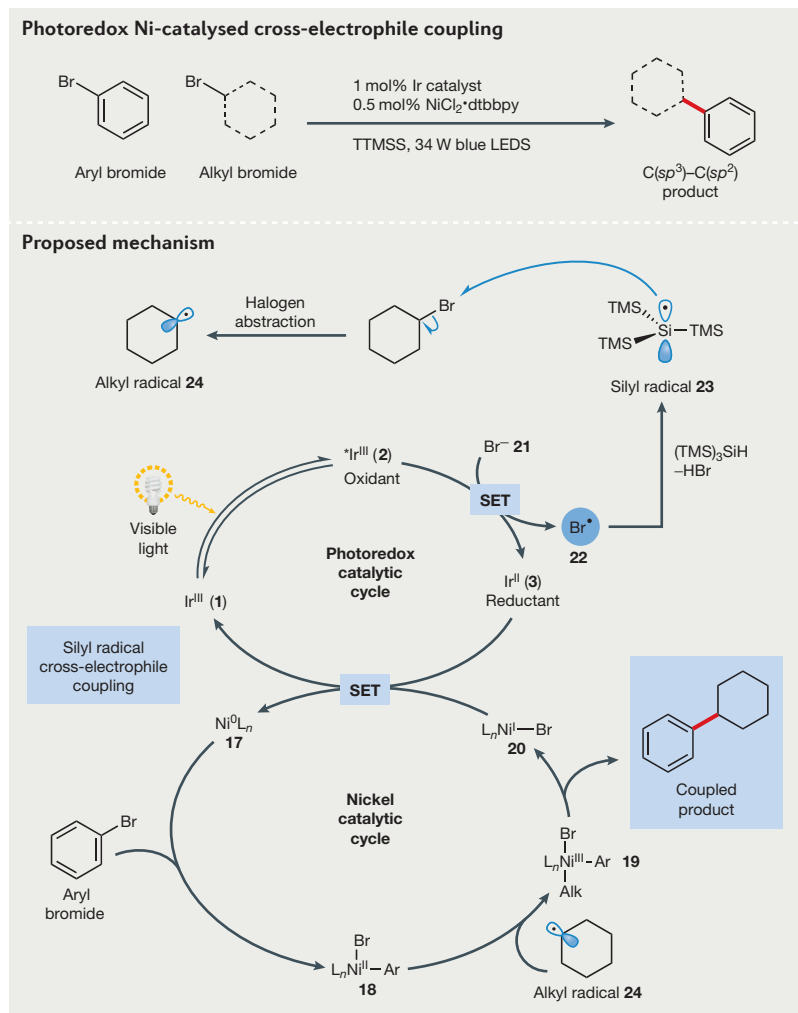 Photoredox Ni-catalysed cross-electrophile coupling
Br
Br
Aryl bromide
Alkyl bromide
1 mol% Ir catalyst
0.5 mol% NiCl₂•dtbbpy
TTMSS, 34 W blue LEDS
C(sp³)–C(sp²)
product
Proposed mechanism
Alkyl radical 24
Halogen
abstraction
Br
TMS
TMS
Si
TMS
Silyl radical 23
(TMS)₃SiH
–HBr
*Irᴵᴵᴵ (2)
Oxidant
Br⁻ 21
SET
Br•
22
Visible
light
Photoredox
catalytic
cycle
Irᴵᴵᴵ (1)
Irᴵᴵ (3)
Reductant
Silyl radical
cross-electrophile
coupling
SET
Ni⁰Lₙ
17
LₙNiᴵ—Br
20
Coupled
product
Nickel
catalytic
cycle
Br
Aryl
bromide
Br
LₙNiᴵᴵᴵ–Ar 19
Alk
Br
LₙNiᴵᴵ–Ar
18
Alkyl radical 24